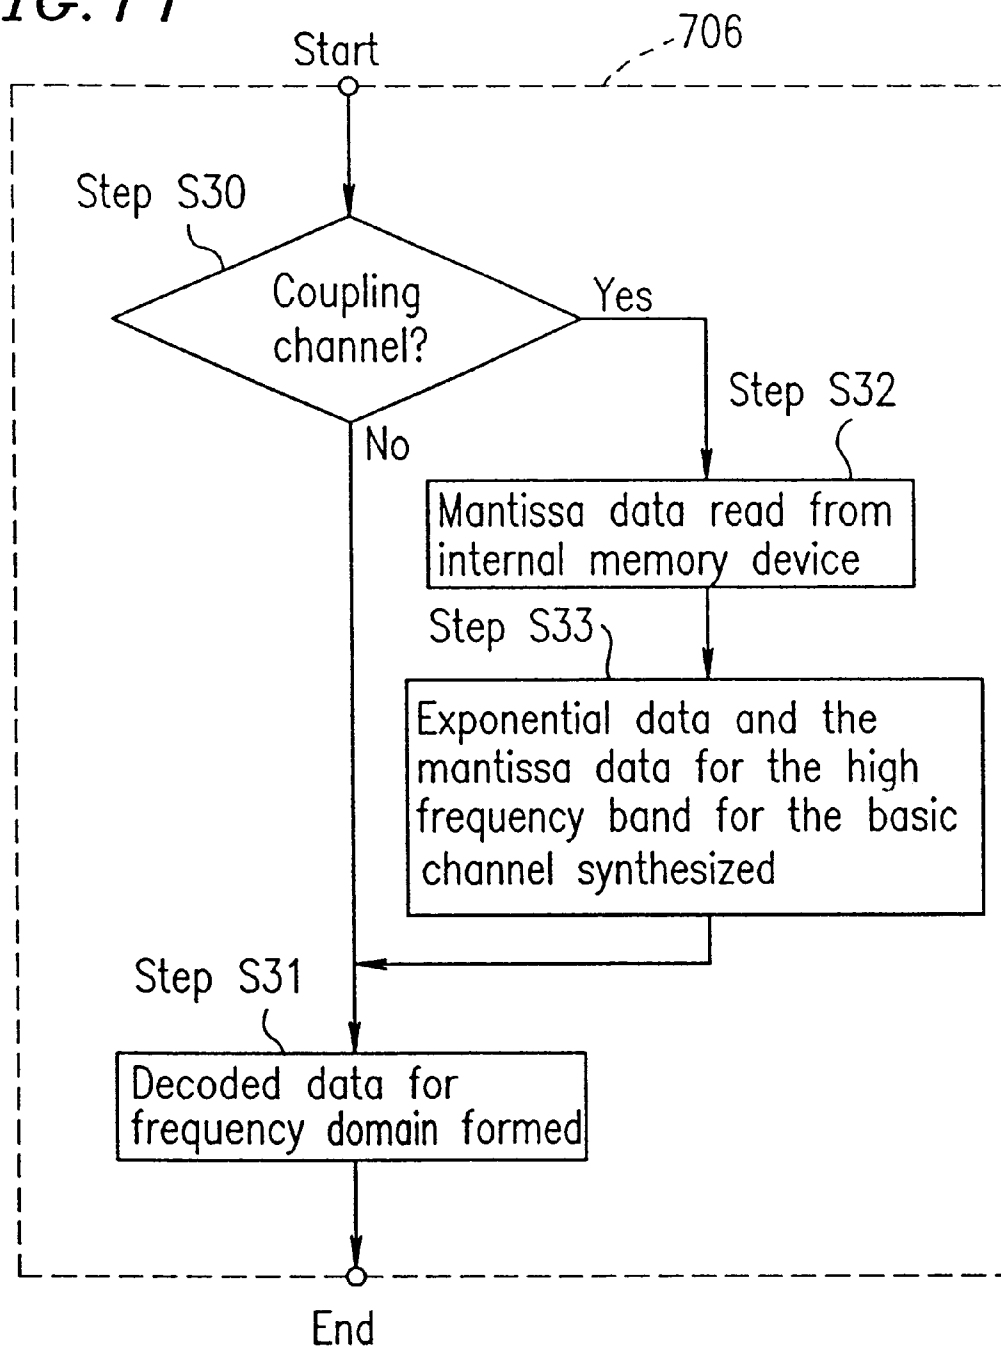 706
Start
Step S30
Coupling
channel?
Yes
No
Step S32
Mantissa data read from
internal memory device
Step S33
Exponential data and the
mantissa data for the high
frequency band for the basic
channel synthesized
Step S31
Decoded data for
frequency domain formed
End